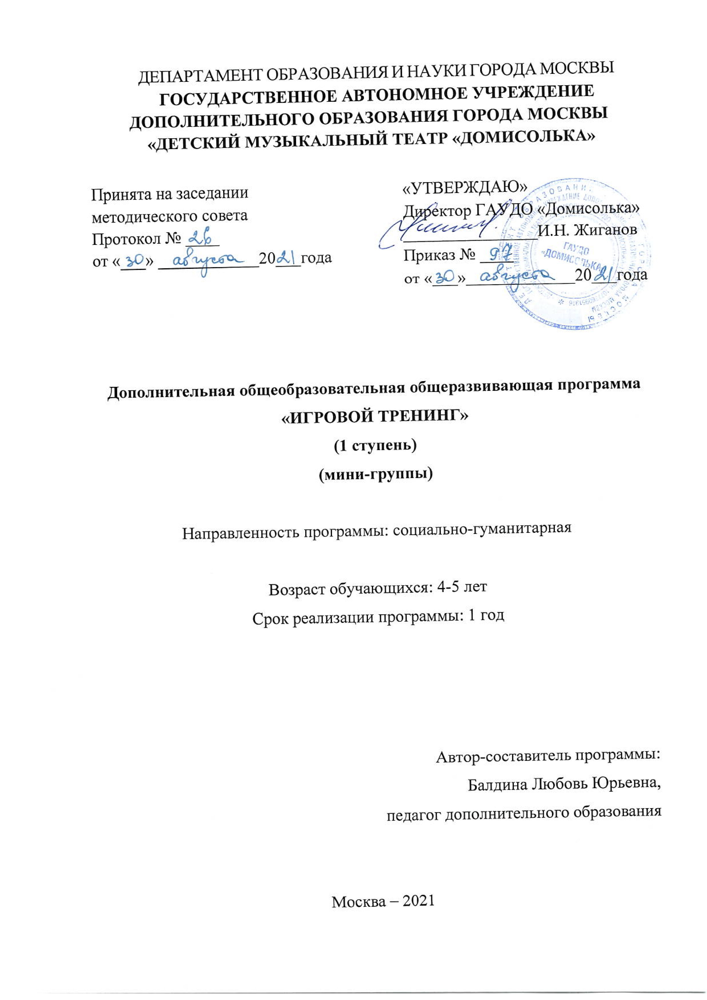 ДЕПАРТАМЕНТ ОБРАЗОВАНИЯ И НАУКИ ГОРОДА МОСКВЫ
ГОСУДАРСТВЕННОЕ АВТОНОМНОЕ УЧРЕЖДЕНИЕ
ДОПОЛНИТЕЛЬНОГО ОБРАЗОВАНИЯ ГОРОДА МОСКВЫ
«ДЕТСКИЙ МУЗЫКАЛЬНЫЙ ТЕАТР «ДОМИСОЛЬКА»
Принята на заседании
методического совета
Протокол № 26
от «30» августа 2021 года
«УТВЕРЖДАЮ»
Директор ГАУДО «Домисолька»
И.Н. Жиганов
Приказ № 97
от «30» августа 2021 года
ГАУДО
«ДОМИСОЛЬКА»
Дополнительная общеобразовательная общеразвивающая программа
«ИГРОВОЙ ТРЕНИНГ»
(1 ступень)
(мини-группы)
Направленность программы: социально-гуманитарная
Возраст обучающихся: 4-5 лет
Срок реализации программы: 1 год
Автор-составитель программы:
Балдина Любовь Юрьевна,
педагог дополнительного образования
Москва – 2021